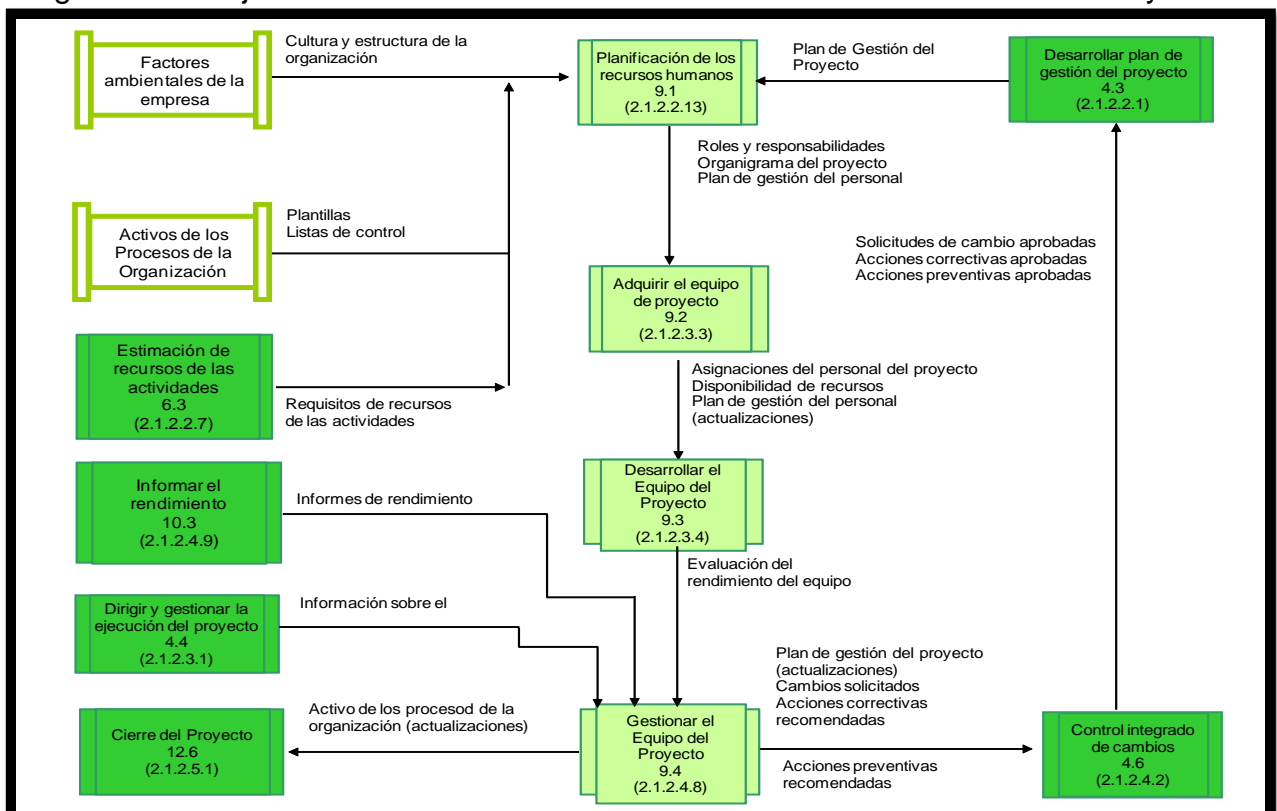 Factores
ambientales de la
empresa
Cultura y estructura de la
organización
Planificación de los
recursos humanos
9.1
(2.1.2.2.13)
Plan de Gestión del
Proyecto
Desarrollar plan de
gestión del proyecto
4.3
(2.1.2.2.1)
Roles y responsabilidades
Organigrama del proyecto
Plan de gestión del personal
Activos de los
Procesos de la
Organización
Plantillas
Listas de control
Solicitudes de cambio aprobadas
Acciones correctivas aprobadas
Acciones preventivas aprobadas
Adquirir el equipo
de proyecto
9.2
(2.1.2.3.3)
Estimación de
recursos de las
actividades
6.3
(2.1.2.2.7)
Requisitos de recursos
de las actividades
Asignaciones del personal del proyecto
Disponibilidad de recursos
Plan de gestión del personal
(actualizaciones)
Informar el
rendimiento
10.3
(2.1.2.4.9)
Informes de rendimiento
Desarrollar el
Equipo del
Proyecto
9.3
(2.1.2.3.4)
Evaluación del
rendimiento del equipo
Dirigir y gestionar la
ejecución del proyecto
4.4
(2.1.2.3.1)
Información sobre el
Plan de gestión del proyecto
(actualizaciones)
Cambios solicitados
Acciones correctivas
recomendadas
Cierre del Proyecto
12.6
(2.1.2.5.1)
Activo de los procesod de la
organización (actualizaciones)
Gestionar el
Equipo del
Proyecto
9.4
(2.1.2.4.8)
Acciones preventivas
recomendadas
Control integrado
de cambios
4.6
(2.1.2.4.2)